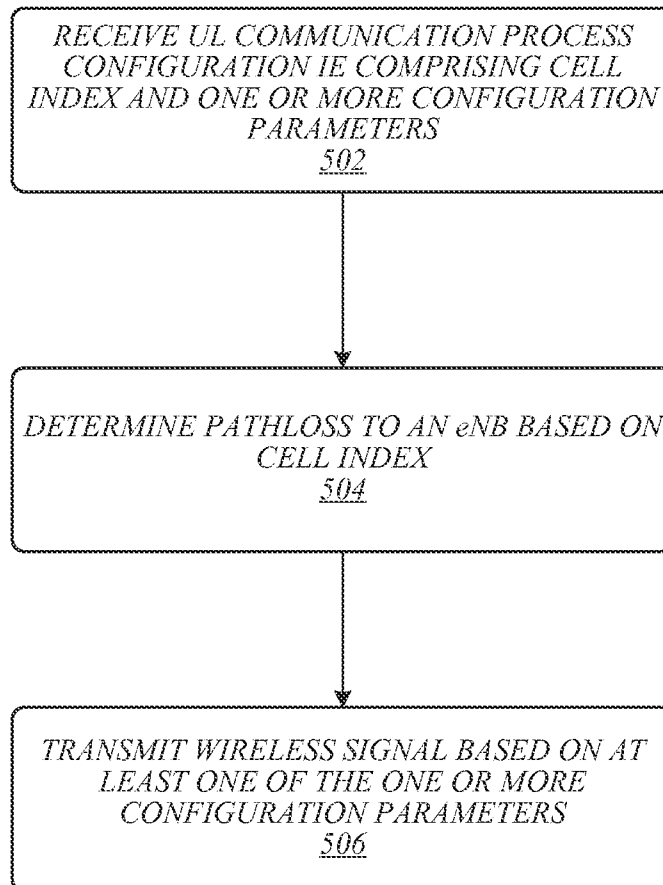 RECEIVE UL COMMUNICATION PROCESS
CONFIGURATION IE COMPRISING CELL
INDEX AND ONE OR MORE CONFIGURATION
PARAMETERS
502
DETERMINE PATHLOSS TO AN eNB BASED ON
CELL INDEX
504
TRANSMIT WIRELESS SIGNAL BASED ON AT
LEAST ONE OF THE ONE OR MORE
CONFIGURATION PARAMETERS
506